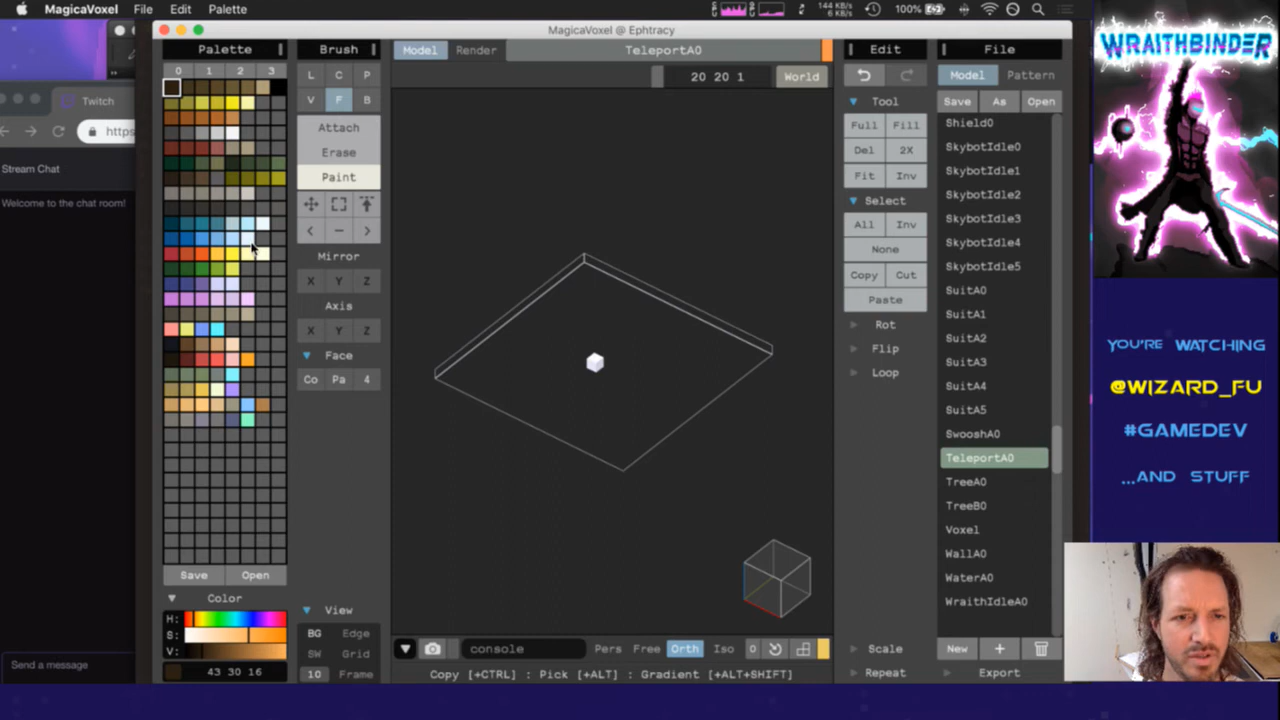 MagicaVoxel File Edit Palette
144 KB/s
6 KB/s
100%
MagicaVoxel @ Ephtracy
Palette
Brush
Model Render
TeleportA0
Edit
File
0 1 2 3
L C P
20 20 1
World
Model Pattern
V F B
Tool
Save As Open
Twitch
https
Stream Chat
Welcome to the chat room!
Send a message
Attach
Erase
Paint
< — >
Mirror
X Y Z
Axis
X Y Z
Face
Co Pa 4
View
BG Edge
SW Grid
10 Frame
Save Open
Color
H:
S:
V:
43 30 16
console
Pers Free Orth Iso 0
Copy [+CTRL] : Pick [+ALT] : Gradient [+ALT+SHIFT]
Full Fill
Del 2X
Fit Inv
Select
All Inv
None
Copy Cut
Paste
Rot
Flip
Loop
Scale
Repeat
Shield0
SkybotIdle0
SkybotIdle1
SkybotIdle2
SkybotIdle3
SkybotIdle4
SkybotIdle5
SuitA0
SuitA1
SuitA2
SuitA3
SuitA4
SuitA5
SwooshA0
TeleportA0
TreeA0
TreeB0
Voxel
WallA0
WaterA0
WraithIdleA0
New +
Export
WRAITHBINDER
YOU'RE WATCHING
@WIZARD_FU
#GAMEDEV
...AND STUFF